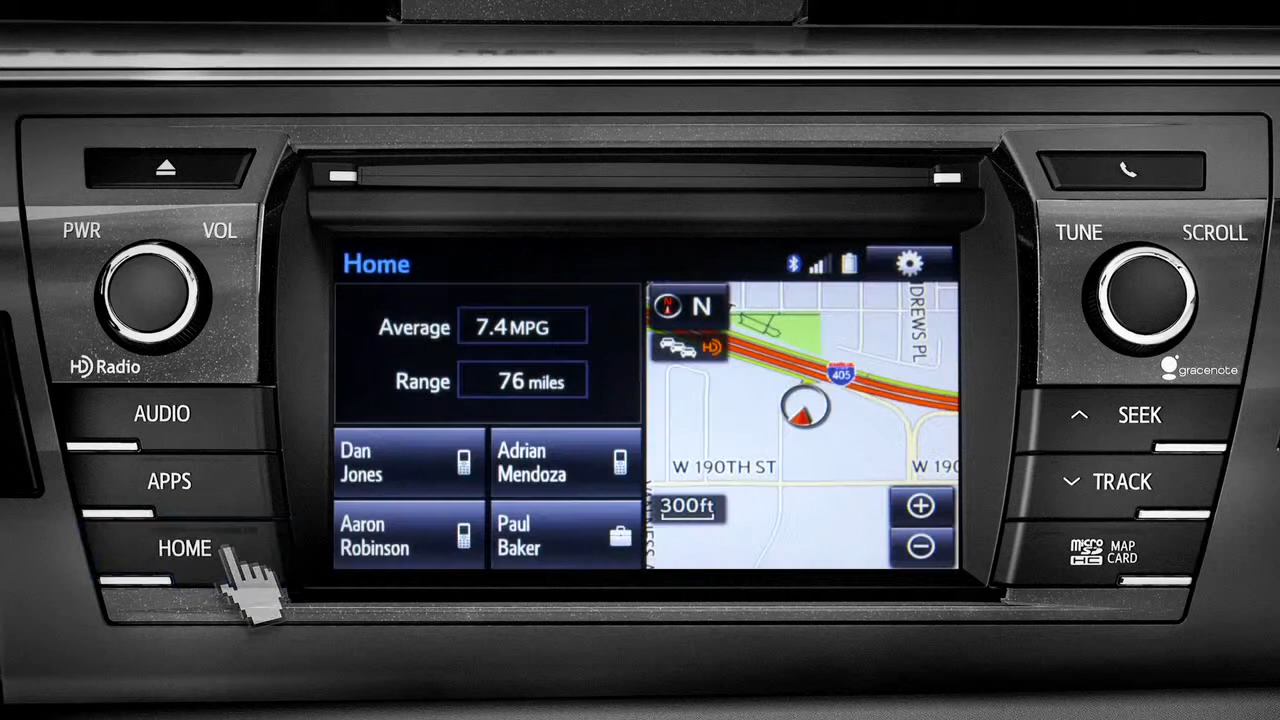 PWR
VOL
HD Radio
AUDIO
APPS
HOME
Home
Average 7.4 MPG
Range 76 miles
Dan
Jones
Adrian
Mendoza
Aaron
Robinson
Paul
Baker
N
N
HD
DREWS PL
405
W 190TH ST
W 190
300ft
TUNE
SCROLL
gracenote
SEEK
TRACK
micro
SD
HC
MAP
CARD